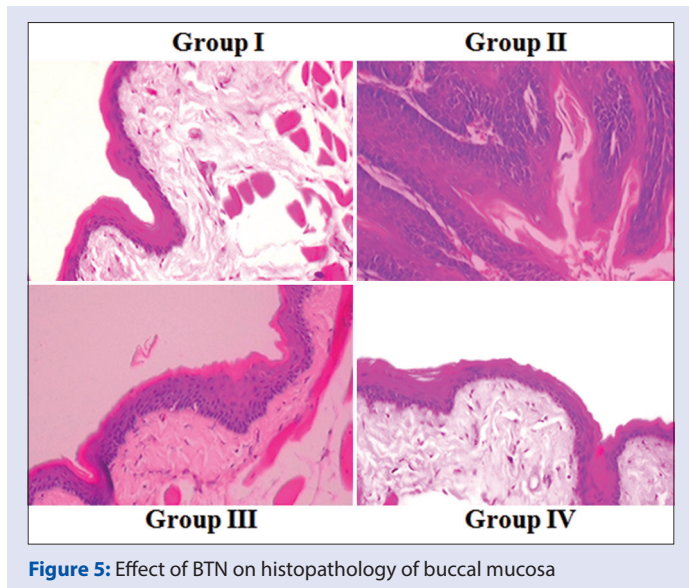 Group I
Group II
Group III
Group IV
Figure 5: Effect of BTN on histopathology of buccal mucosa